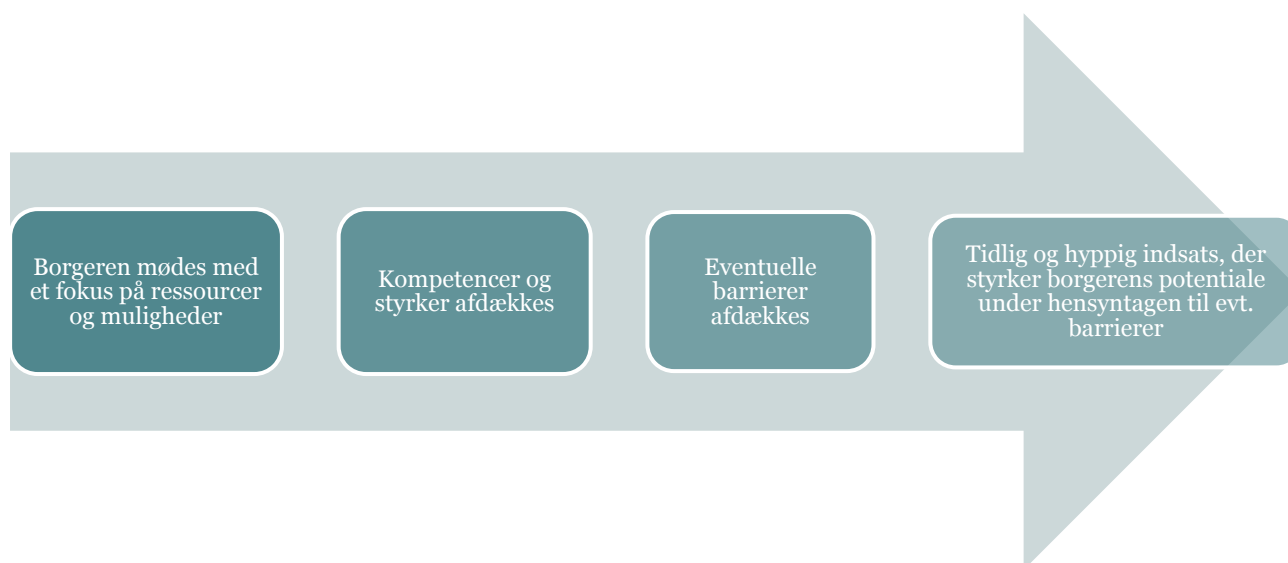 Borgeren mødes med
et fokus på ressourcer
og muligheder
Kompetencer og
styrker afdækkes
Eventuelle
barrierer
afdækkes
Tidlig og hyppig indsats, der
styrker borgerens potentiale
under hensyntagen til evt.
barrierer